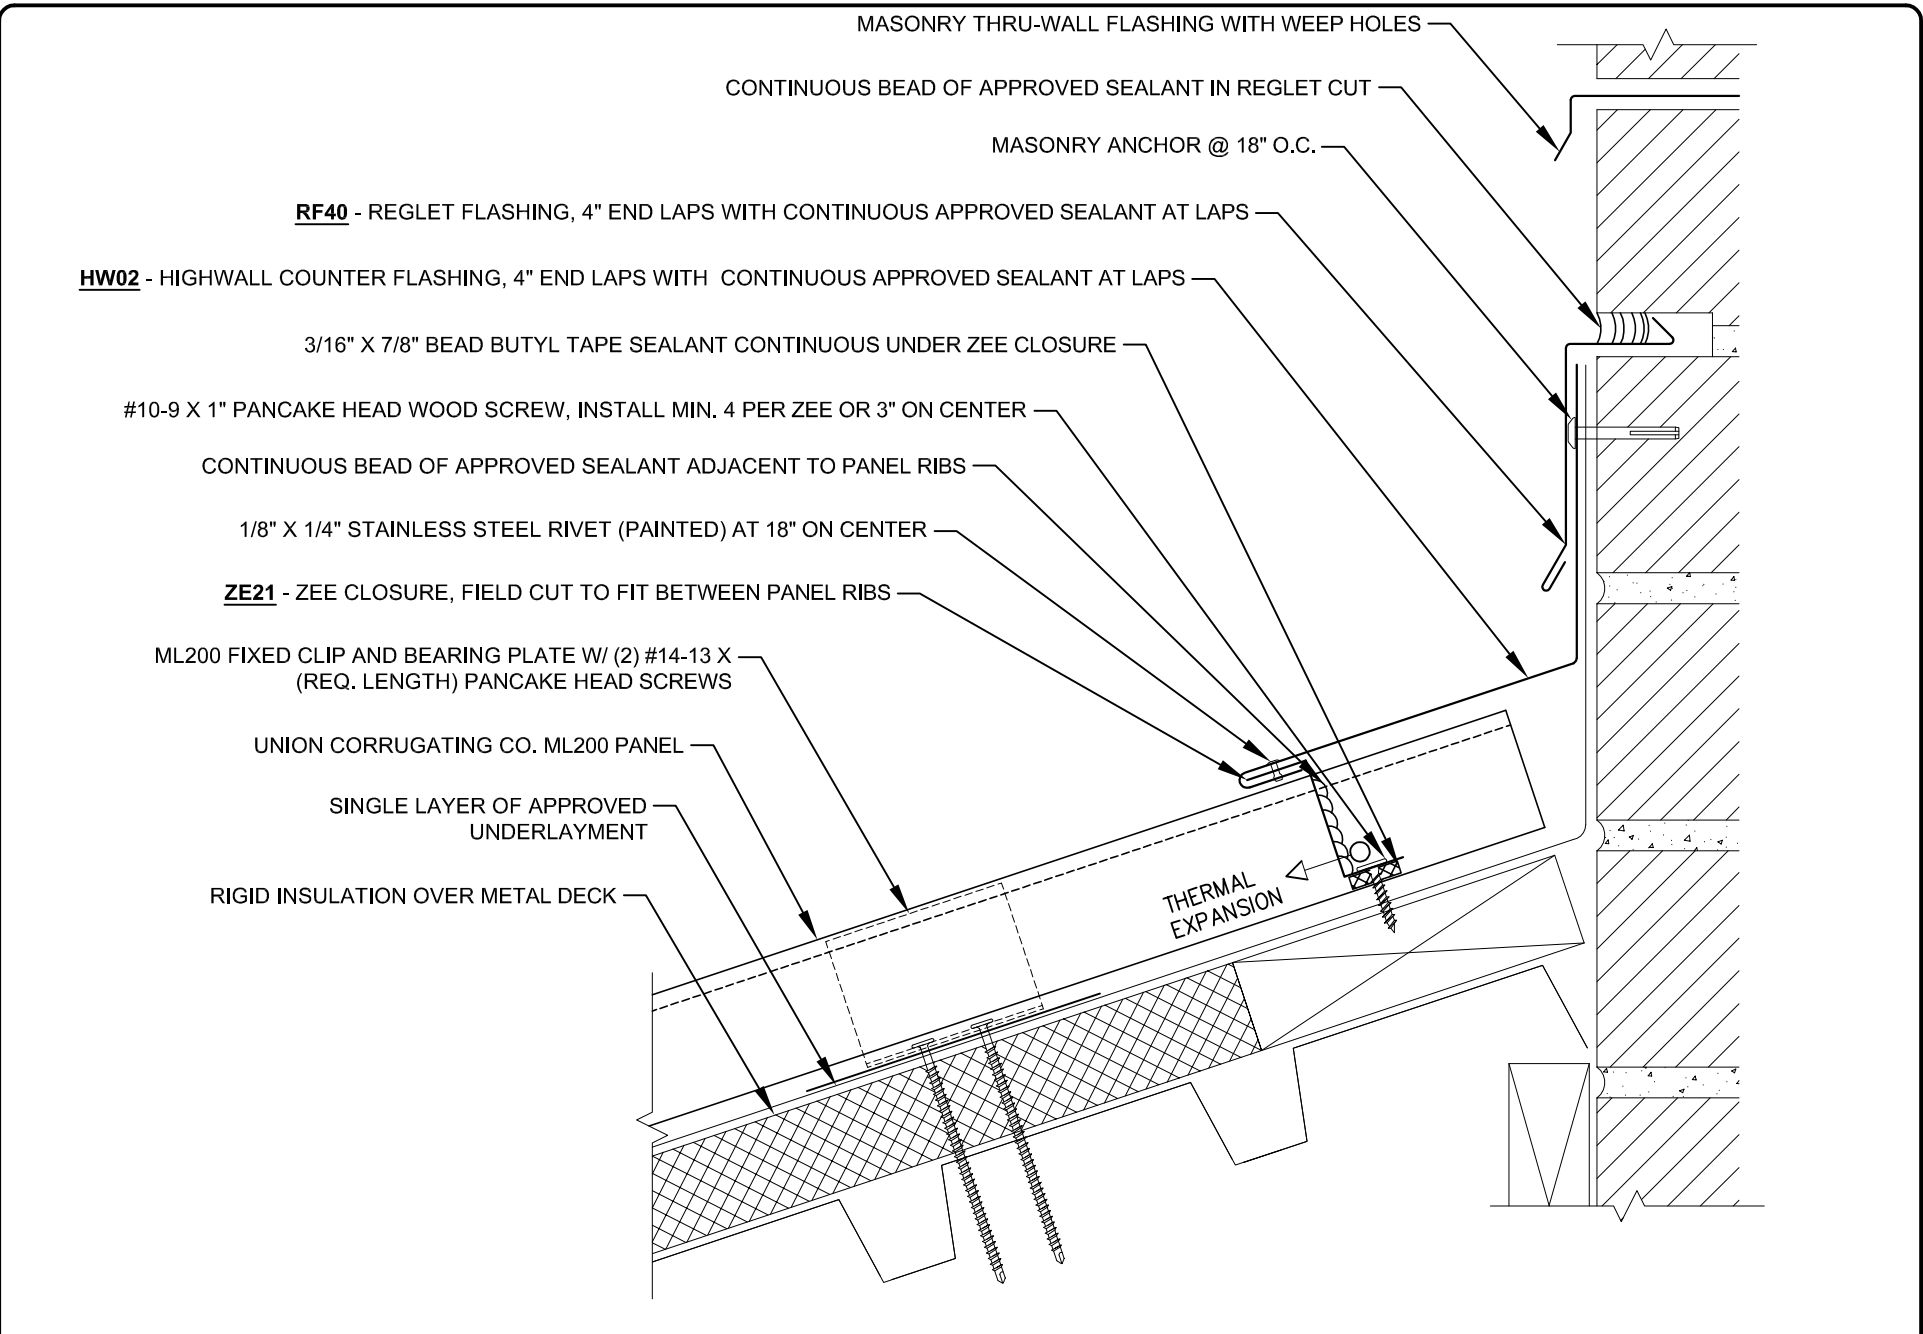 MASONRY THRU-WALL FLASHING WITH WEEP HOLES
CONTINUOUS BEAD OF APPROVED SEALANT IN REGLET CUT
MASONRY ANCHOR @ 18" O.C.
RF40 - REGLET FLASHING, 4" END LAPS WITH CONTINUOUS APPROVED SEALANT AT LAPS
HW02 - HIGHWALL COUNTER FLASHING, 4" END LAPS WITH CONTINUOUS APPROVED SEALANT AT LAPS
3/16" X 7/8" BEAD BUTYL TAPE SEALANT CONTINUOUS UNDER ZEE CLOSURE
#10-9 X 1" PANCAKE HEAD WOOD SCREW, INSTALL MIN. 4 PER ZEE OR 3" ON CENTER
CONTINUOUS BEAD OF APPROVED SEALANT ADJACENT TO PANEL RIBS
1/8" X 1/4" STAINLESS STEEL RIVET (PAINTED) AT 18" ON CENTER
ZE21 - ZEE CLOSURE, FIELD CUT TO FIT BETWEEN PANEL RIBS
ML200 FIXED CLIP AND BEARING PLATE W/ (2) #14-13 X
(REQ. LENGTH) PANCAKE HEAD SCREWS
UNION CORRUGATING CO. ML200 PANEL
SINGLE LAYER OF APPROVED
UNDERLAYMENT
RIGID INSULATION OVER METAL DECK
THERMAL
EXPANSION